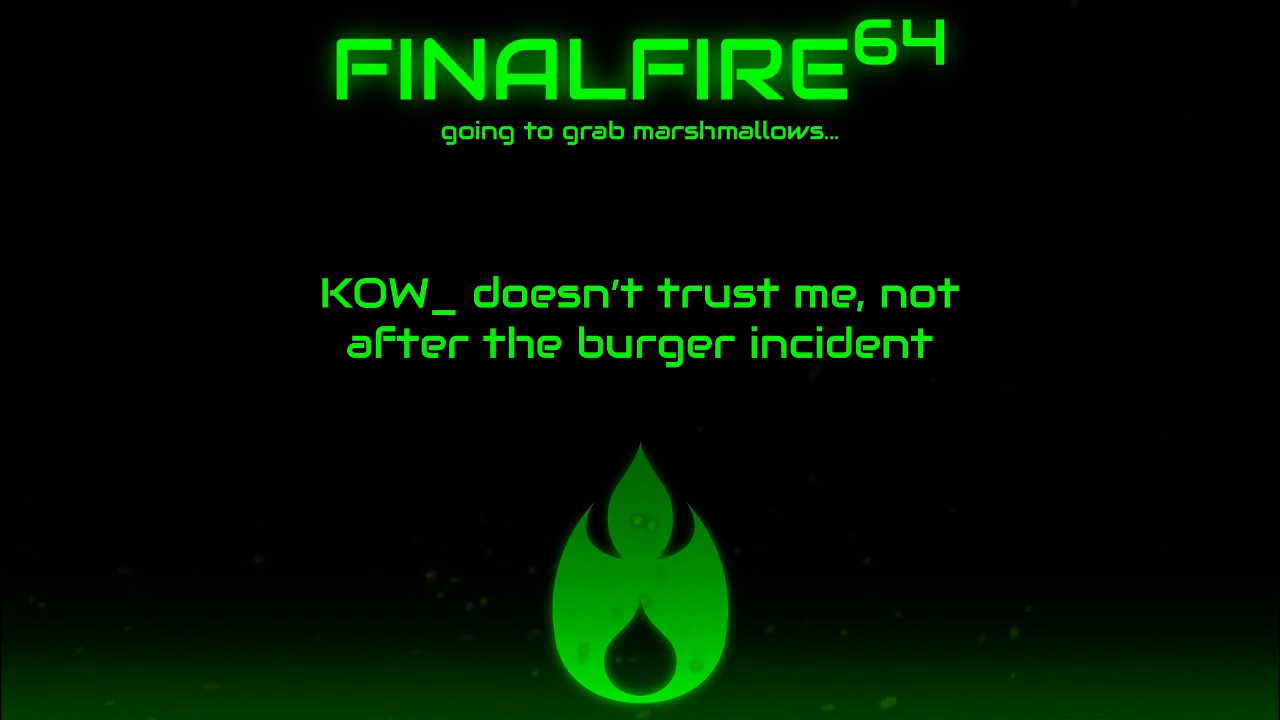 FINALFIRE64
going to grab marshmallows...
KOW_ doesn't trust me, not
after the burger incident